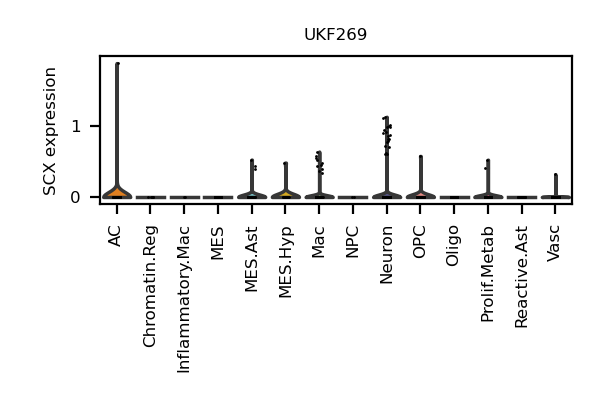 UKF269
SCX expression
1
0
AC
Chromatin.Reg
Inflammatory.Mac
MES
MES.Ast
MES.Hyp
Mac
NPC
Neuron
OPC
Oligo
Prolif.Metab
Reactive.Ast
Vasc